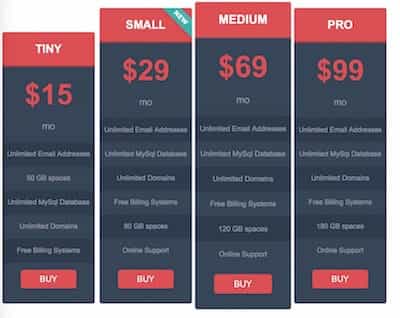 TINY
$15
mo
Unlimited Email Addresses
50 GB spaces
Unlimited MySql Database
Unlimited Domains
Free Billing Systems
BUY
SMALL
NEW
$29
mo
Unlimited Email Addresses
Unlimited MySql Database
Unlimited Domains
Free Billing Systems
80 GB spaces
Online Support
BUY
MEDIUM
$69
mo
Unlimited Email Addresses
Unlimited MySql Database
Unlimited Domains
Free Billing Systems
120 GB spaces
Online Support
BUY
PRO
$99
mo
Unlimited Email Addresses
Unlimited MySql Database
Unlimited Domains
Free Billing Systems
180 GB spaces
Online Support
BUY